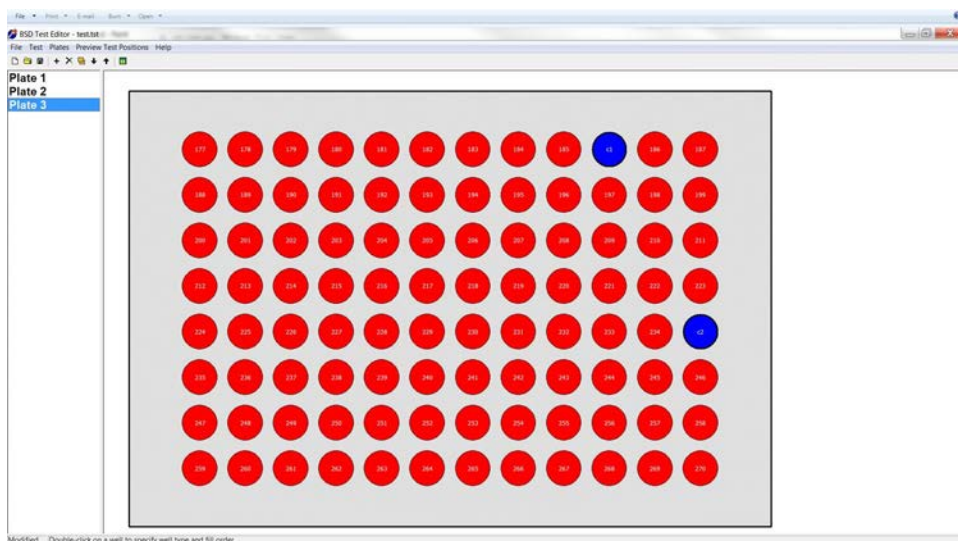 File Print E-mail Burn Open
BSD Test Editor - test.tst
File Test Plates Preview Test Positions Help
Plate 1
Plate 2
Plate 3
177 178 179 180 181 182 183 184 185 c1 186 187
188 189 190 191 192 193 194 195 196 197 198 199
200 201 202 203 204 205 206 207 208 209 210 211
212 213 214 215 216 217 218 219 220 221 222 223
224 225 226 227 228 229 230 231 232 233 234 c2
235 236 237 238 239 240 241 242 243 244 245 246
247 248 249 250 251 252 253 254 255 256 257 258
259 260 261 262 263 264 265 266 267 268 269 270
Modified Double-click on a well to specify well type and fill order